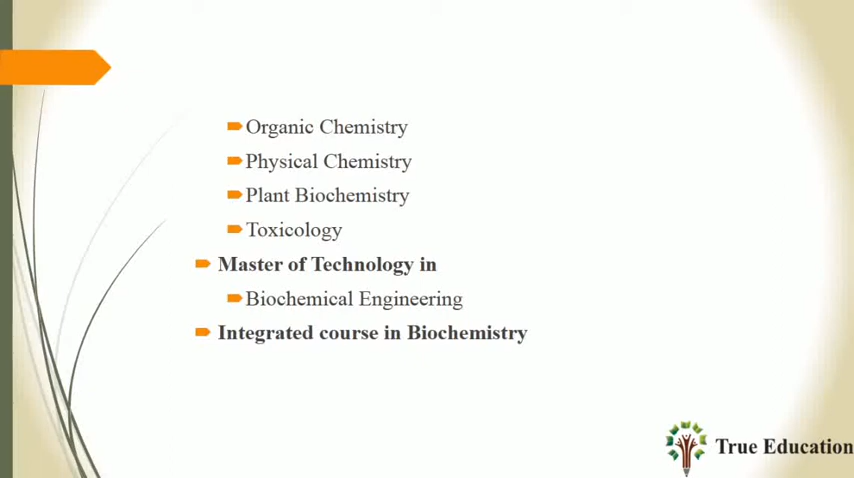 Organic Chemistry
Physical Chemistry
Plant Biochemistry
Toxicology
Master of Technology in
Biochemical Engineering
Integrated course in Biochemistry
True Education